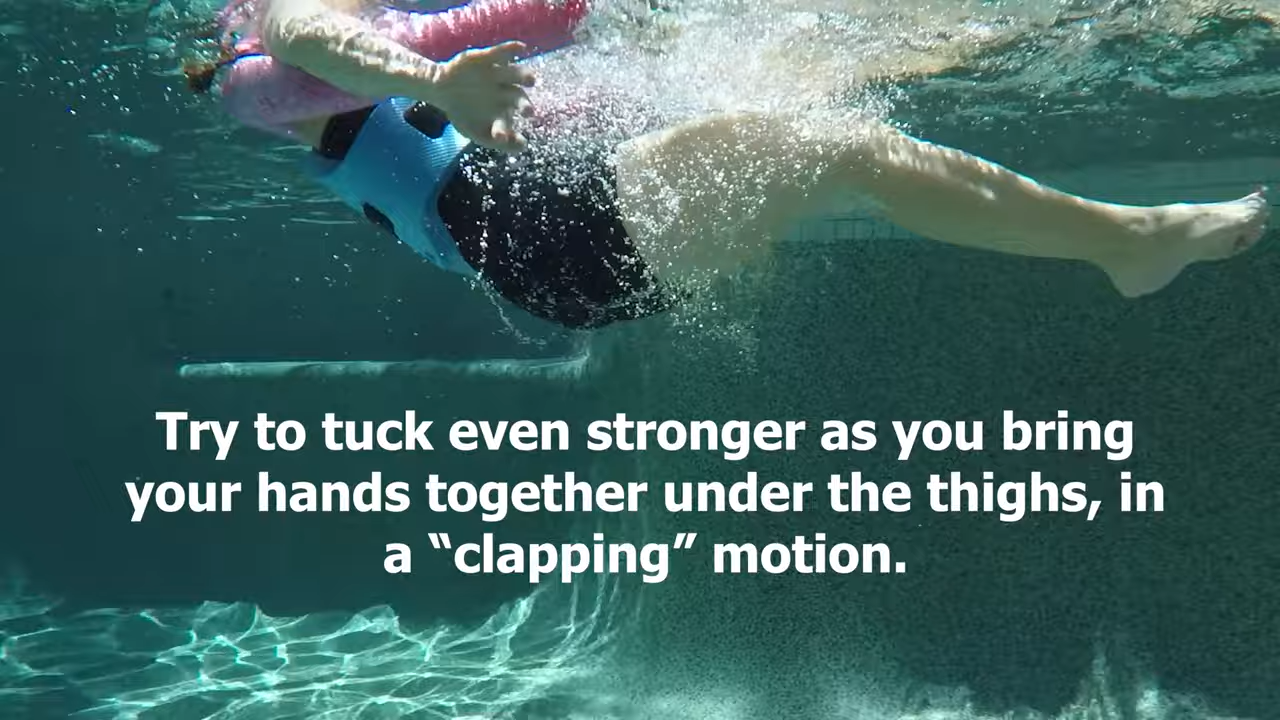 Try to tuck even stronger as you bring
your hands together under the thighs, in
a “clapping” motion.